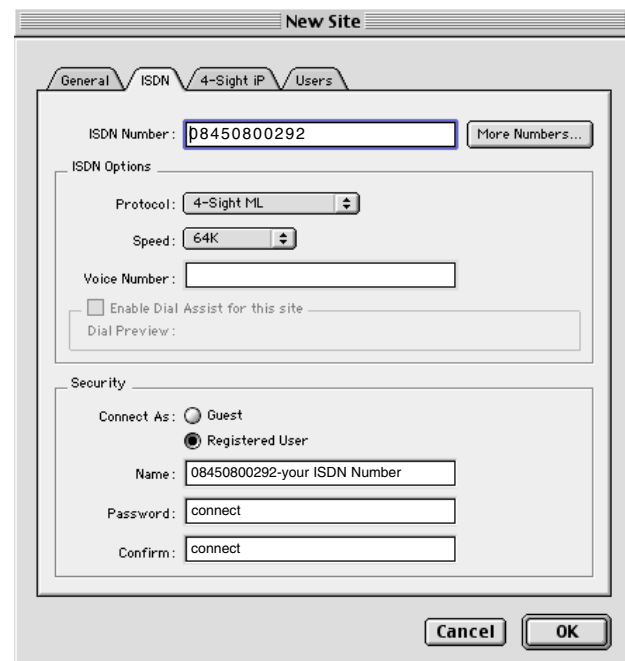 New Site
General ISDN 4-Sight iP Users
ISDN Number: 08450800292 More Numbers...
ISDN Options
Protocol: 4-Sight ML
Speed: 64K
Voice Number:
Enable Dial Assist for this site
Dial Preview:
Security
Connect As: Guest
Registered User
Name: 08450800292-your ISDN Number
Password: connect
Confirm: connect
Cancel OK